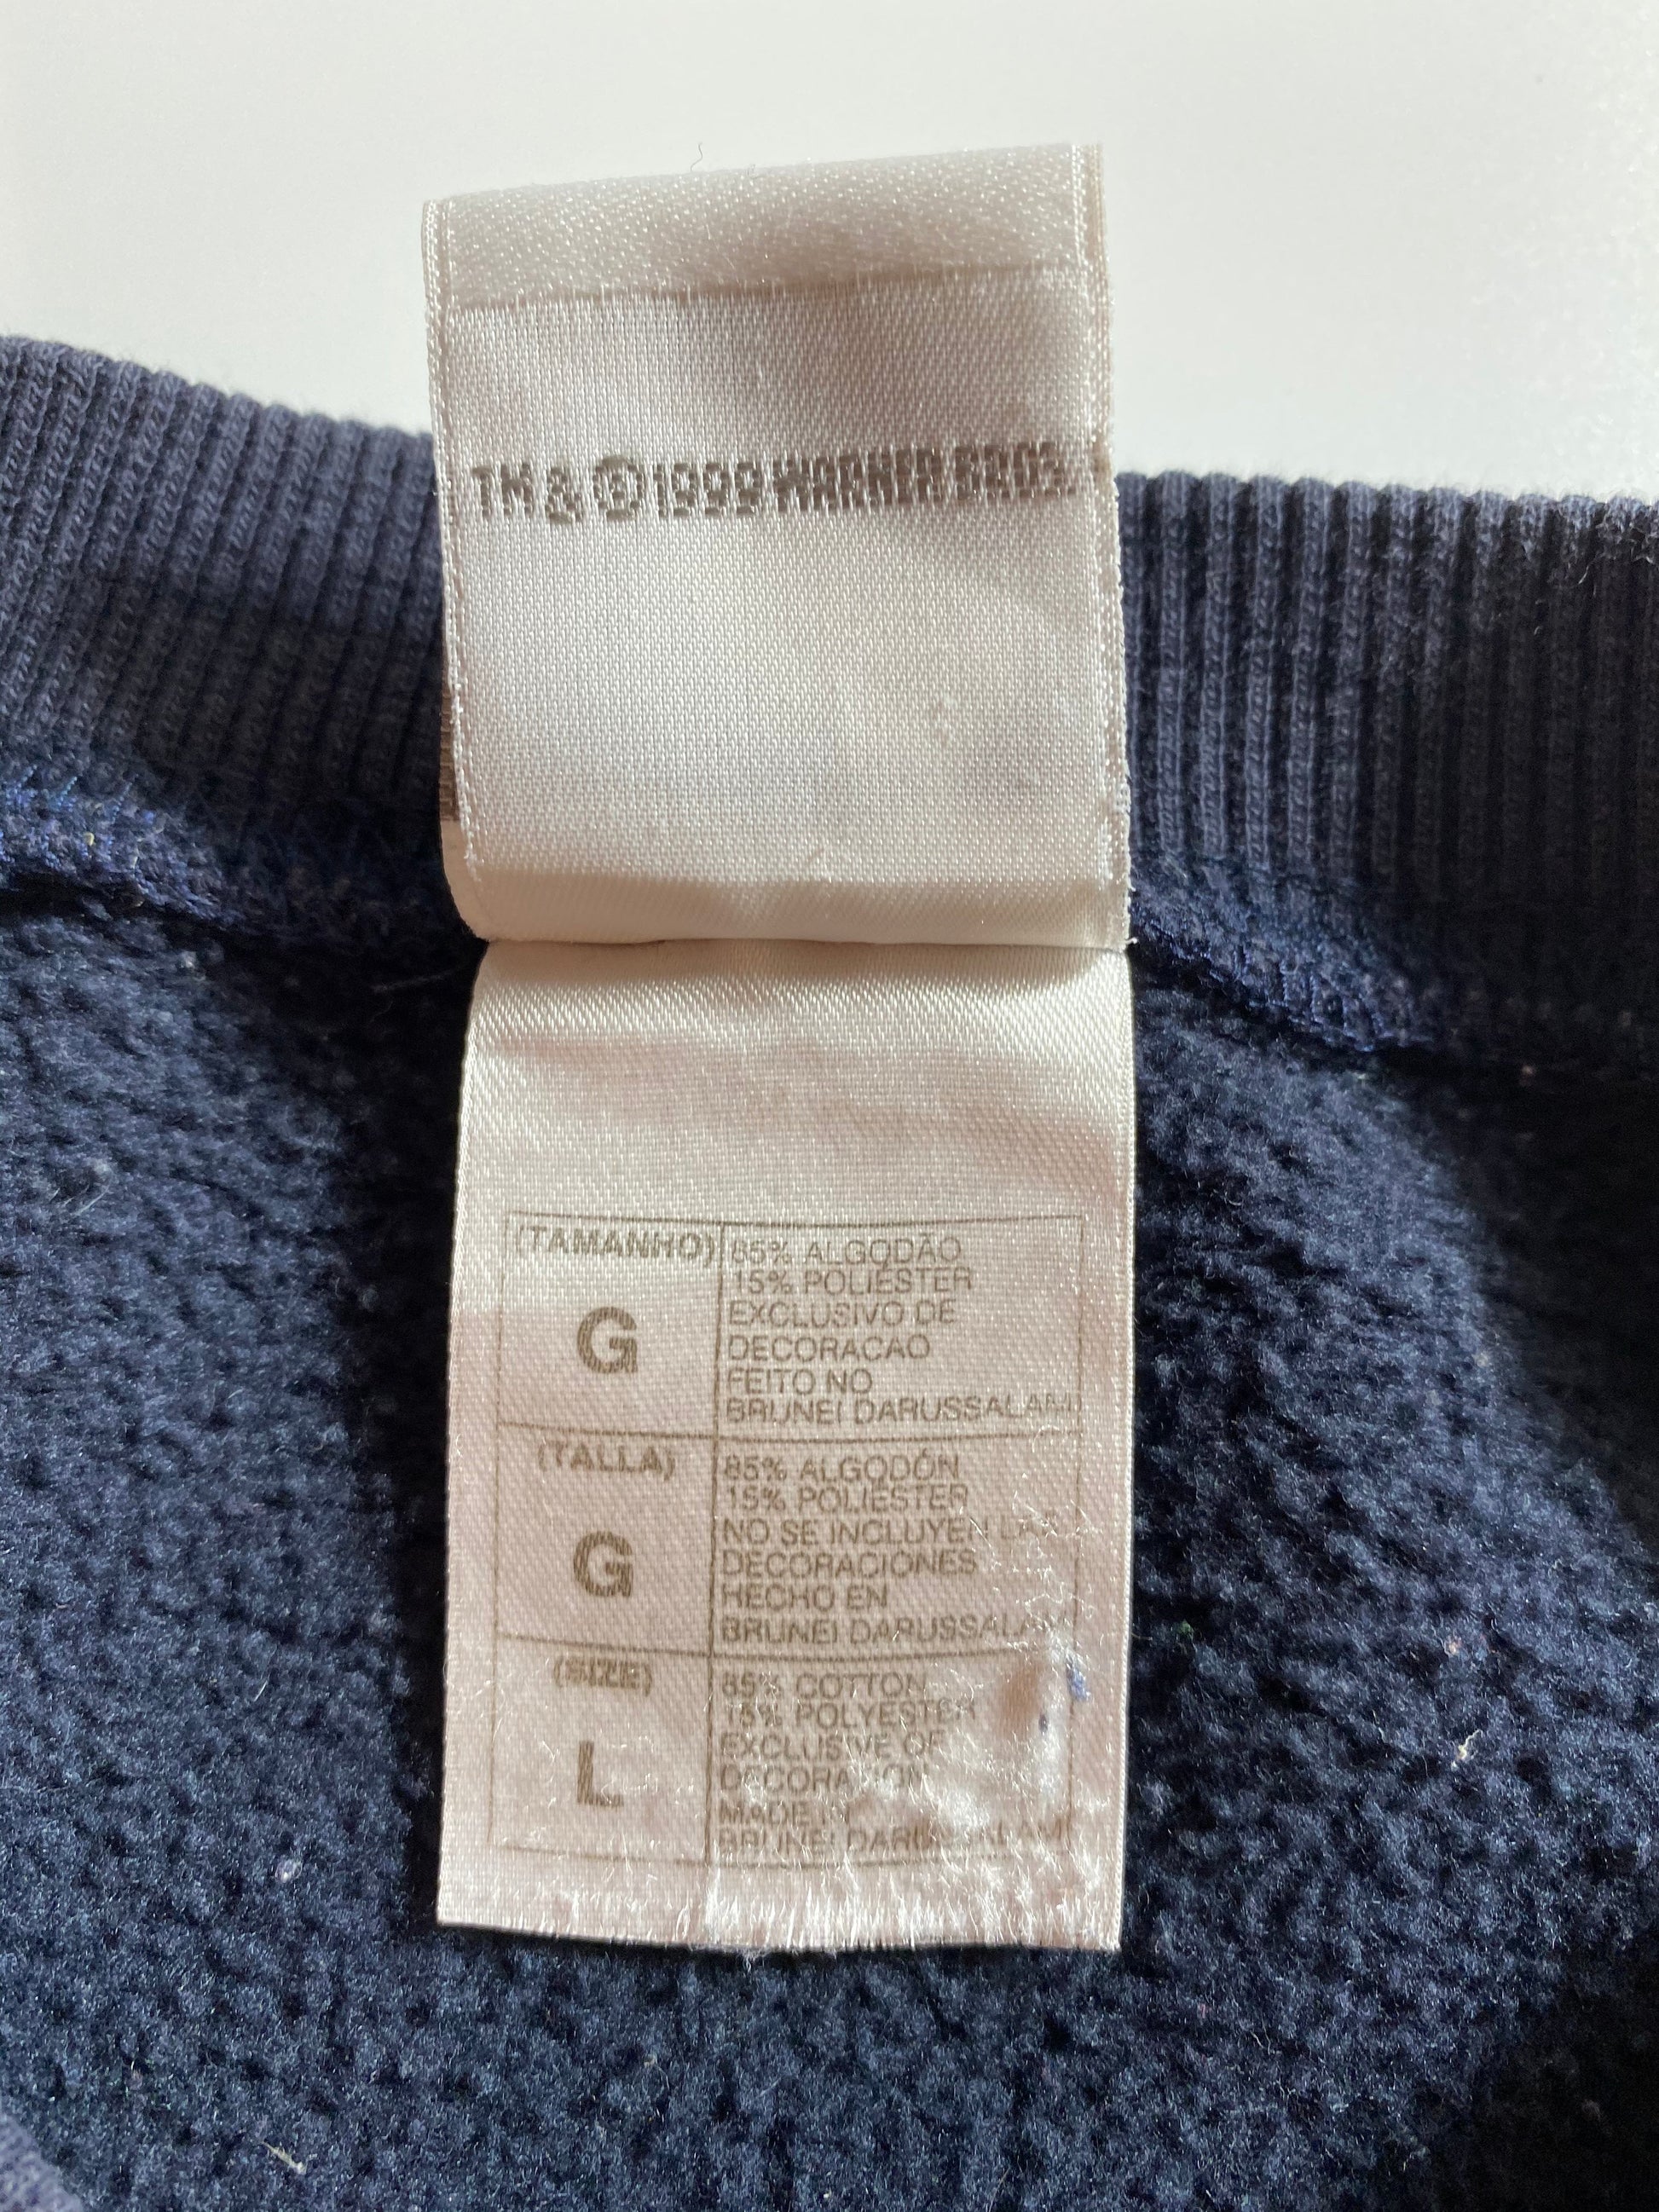 TM & © 1999 WARNER BROS.
(TAMANHO)
G
85% ALGODÃO
15% POLIÉSTER
EXCLUSIVO DE
DECORACAO
FEITO NO
BRUNEI DARUSSALAM
(TALLA)
G
85% ALGODÓN
15% POLIESTER
NO SE INCLUYEN LAS
DECORACIONES
HECHO EN
BRUNEI DARUSSALAM
(SIZE)
L
85% COTTON
15% POLYESTER
EXCLUSIVE OF
DECORATION
MADE IN
BRUNEI DARUSSALAM